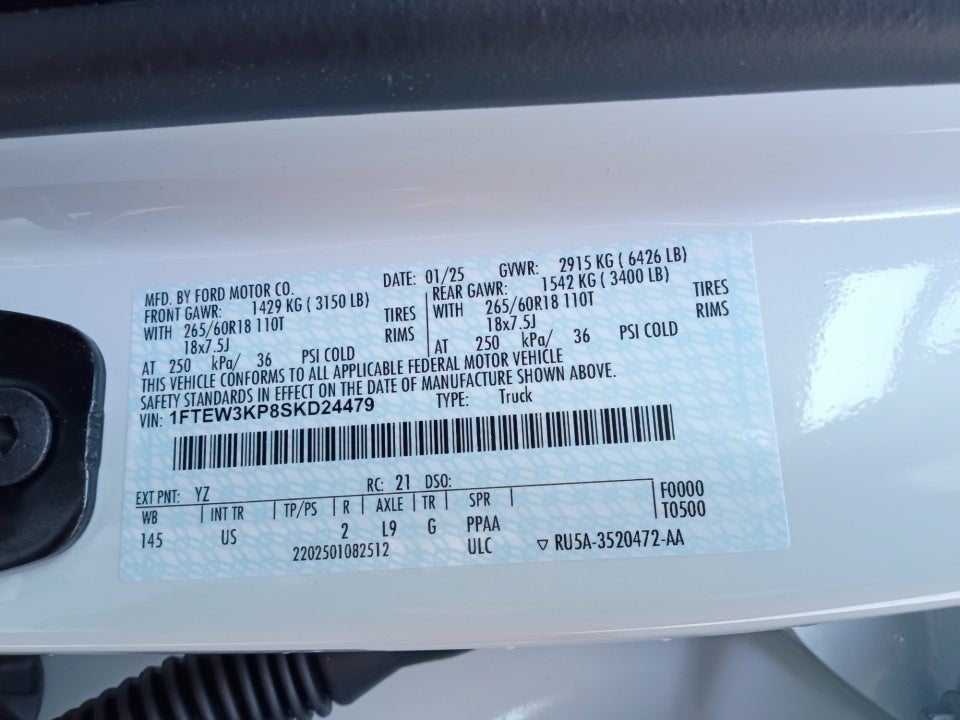 MFD. BY FORD MOTOR CO. DATE: 01/25 GVWR: 2915 KG ( 6426 LB)
FRONT GAWR: 1429 KG ( 3150 LB) REAR GAWR: 1542 KG ( 3400 LB)
WITH 265/60R18 110T TIRES WITH 265/60R18 110T TIRES
18x7.5J RIMS 18x7.5J RIMS
AT 250 kPa/ 36 PSI COLD AT 250 kPa/ 36 PSI COLD
THIS VEHICLE CONFORMS TO ALL APPLICABLE FEDERAL MOTOR VEHICLE
SAFETY STANDARDS IN EFFECT ON THE DATE OF MANUFACTURE SHOWN ABOVE.
VIN: 1FTEW3KP8SKD24479 TYPE: Truck
EXT PNT: YZ RC: 21 DSO: F0000
WB INT TR TP/PS R AXLE TR SPR T0500
145 US 2 L9 G PPAA
2202501082512 ULC ▽ RU5A-3520472-AA